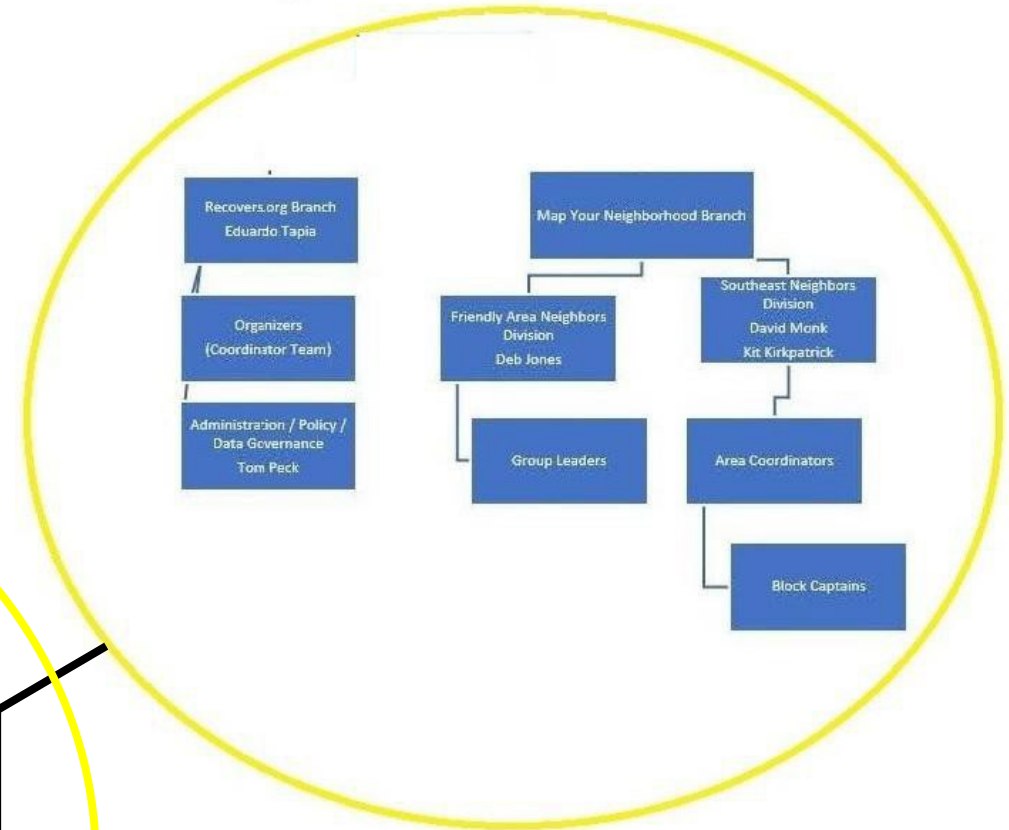 Recovers.org Branch
Eduardo Tapia
Organizers
(Coordinator Team)
Administration / Policy /
Data Governance
Tom Peck
Map Your Neighborhood Branch
Friendly Area Neighbors
Division
Deb Jones
Group Leaders
Southeast Neighbors
Division
David Monk
Kit Kirkpatrick
Area Coordinators
Block Captains